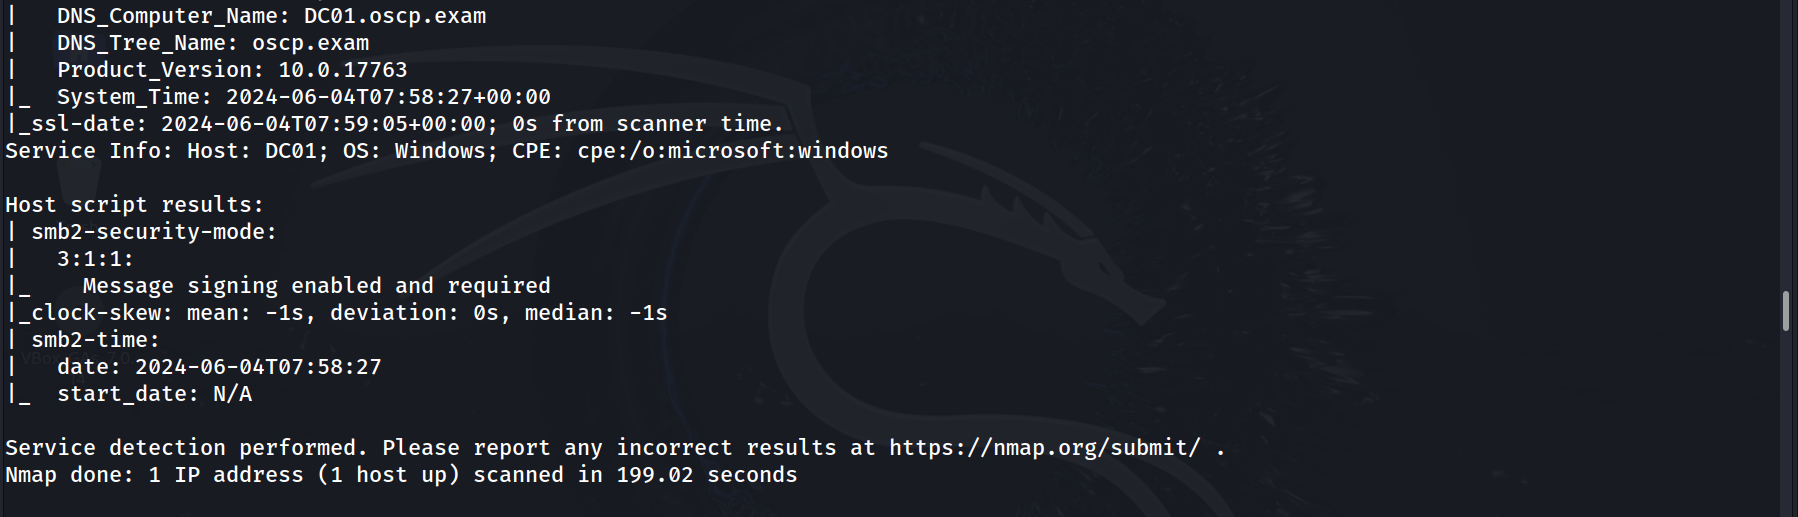 |   DNS_Computer_Name: DC01.oscp.exam
|   DNS_Tree_Name: oscp.exam
|   Product_Version: 10.0.17763
|_  System_Time: 2024-06-04T07:58:27+00:00
|_ssl-date: 2024-06-04T07:59:05+00:00; 0s from scanner time.
Service Info: Host: DC01; OS: Windows; CPE: cpe:/o:microsoft:windows
Host script results:
| smb2-security-mode:
|   3:1:1:
|_    Message signing enabled and required
|_clock-skew: mean: -1s, deviation: 0s, median: -1s
| smb2-time:
|   date: 2024-06-04T07:58:27
|_  start_date: N/A
Service detection performed. Please report any incorrect results at https://nmap.org/submit/ .
Nmap done: 1 IP address (1 host up) scanned in 199.02 seconds